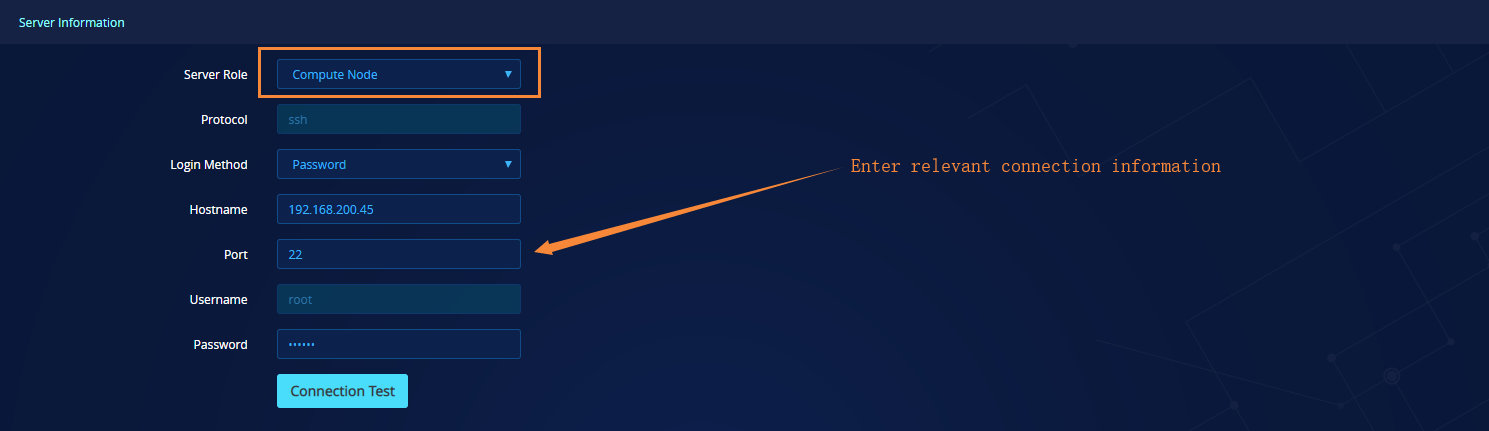 Server Information
Server Role Compute Node
Protocol ssh
Login Method Password
Enter relevant connection information
Hostname 192.168.200.45
Port 22
Username root
Password ••••••
Connection Test